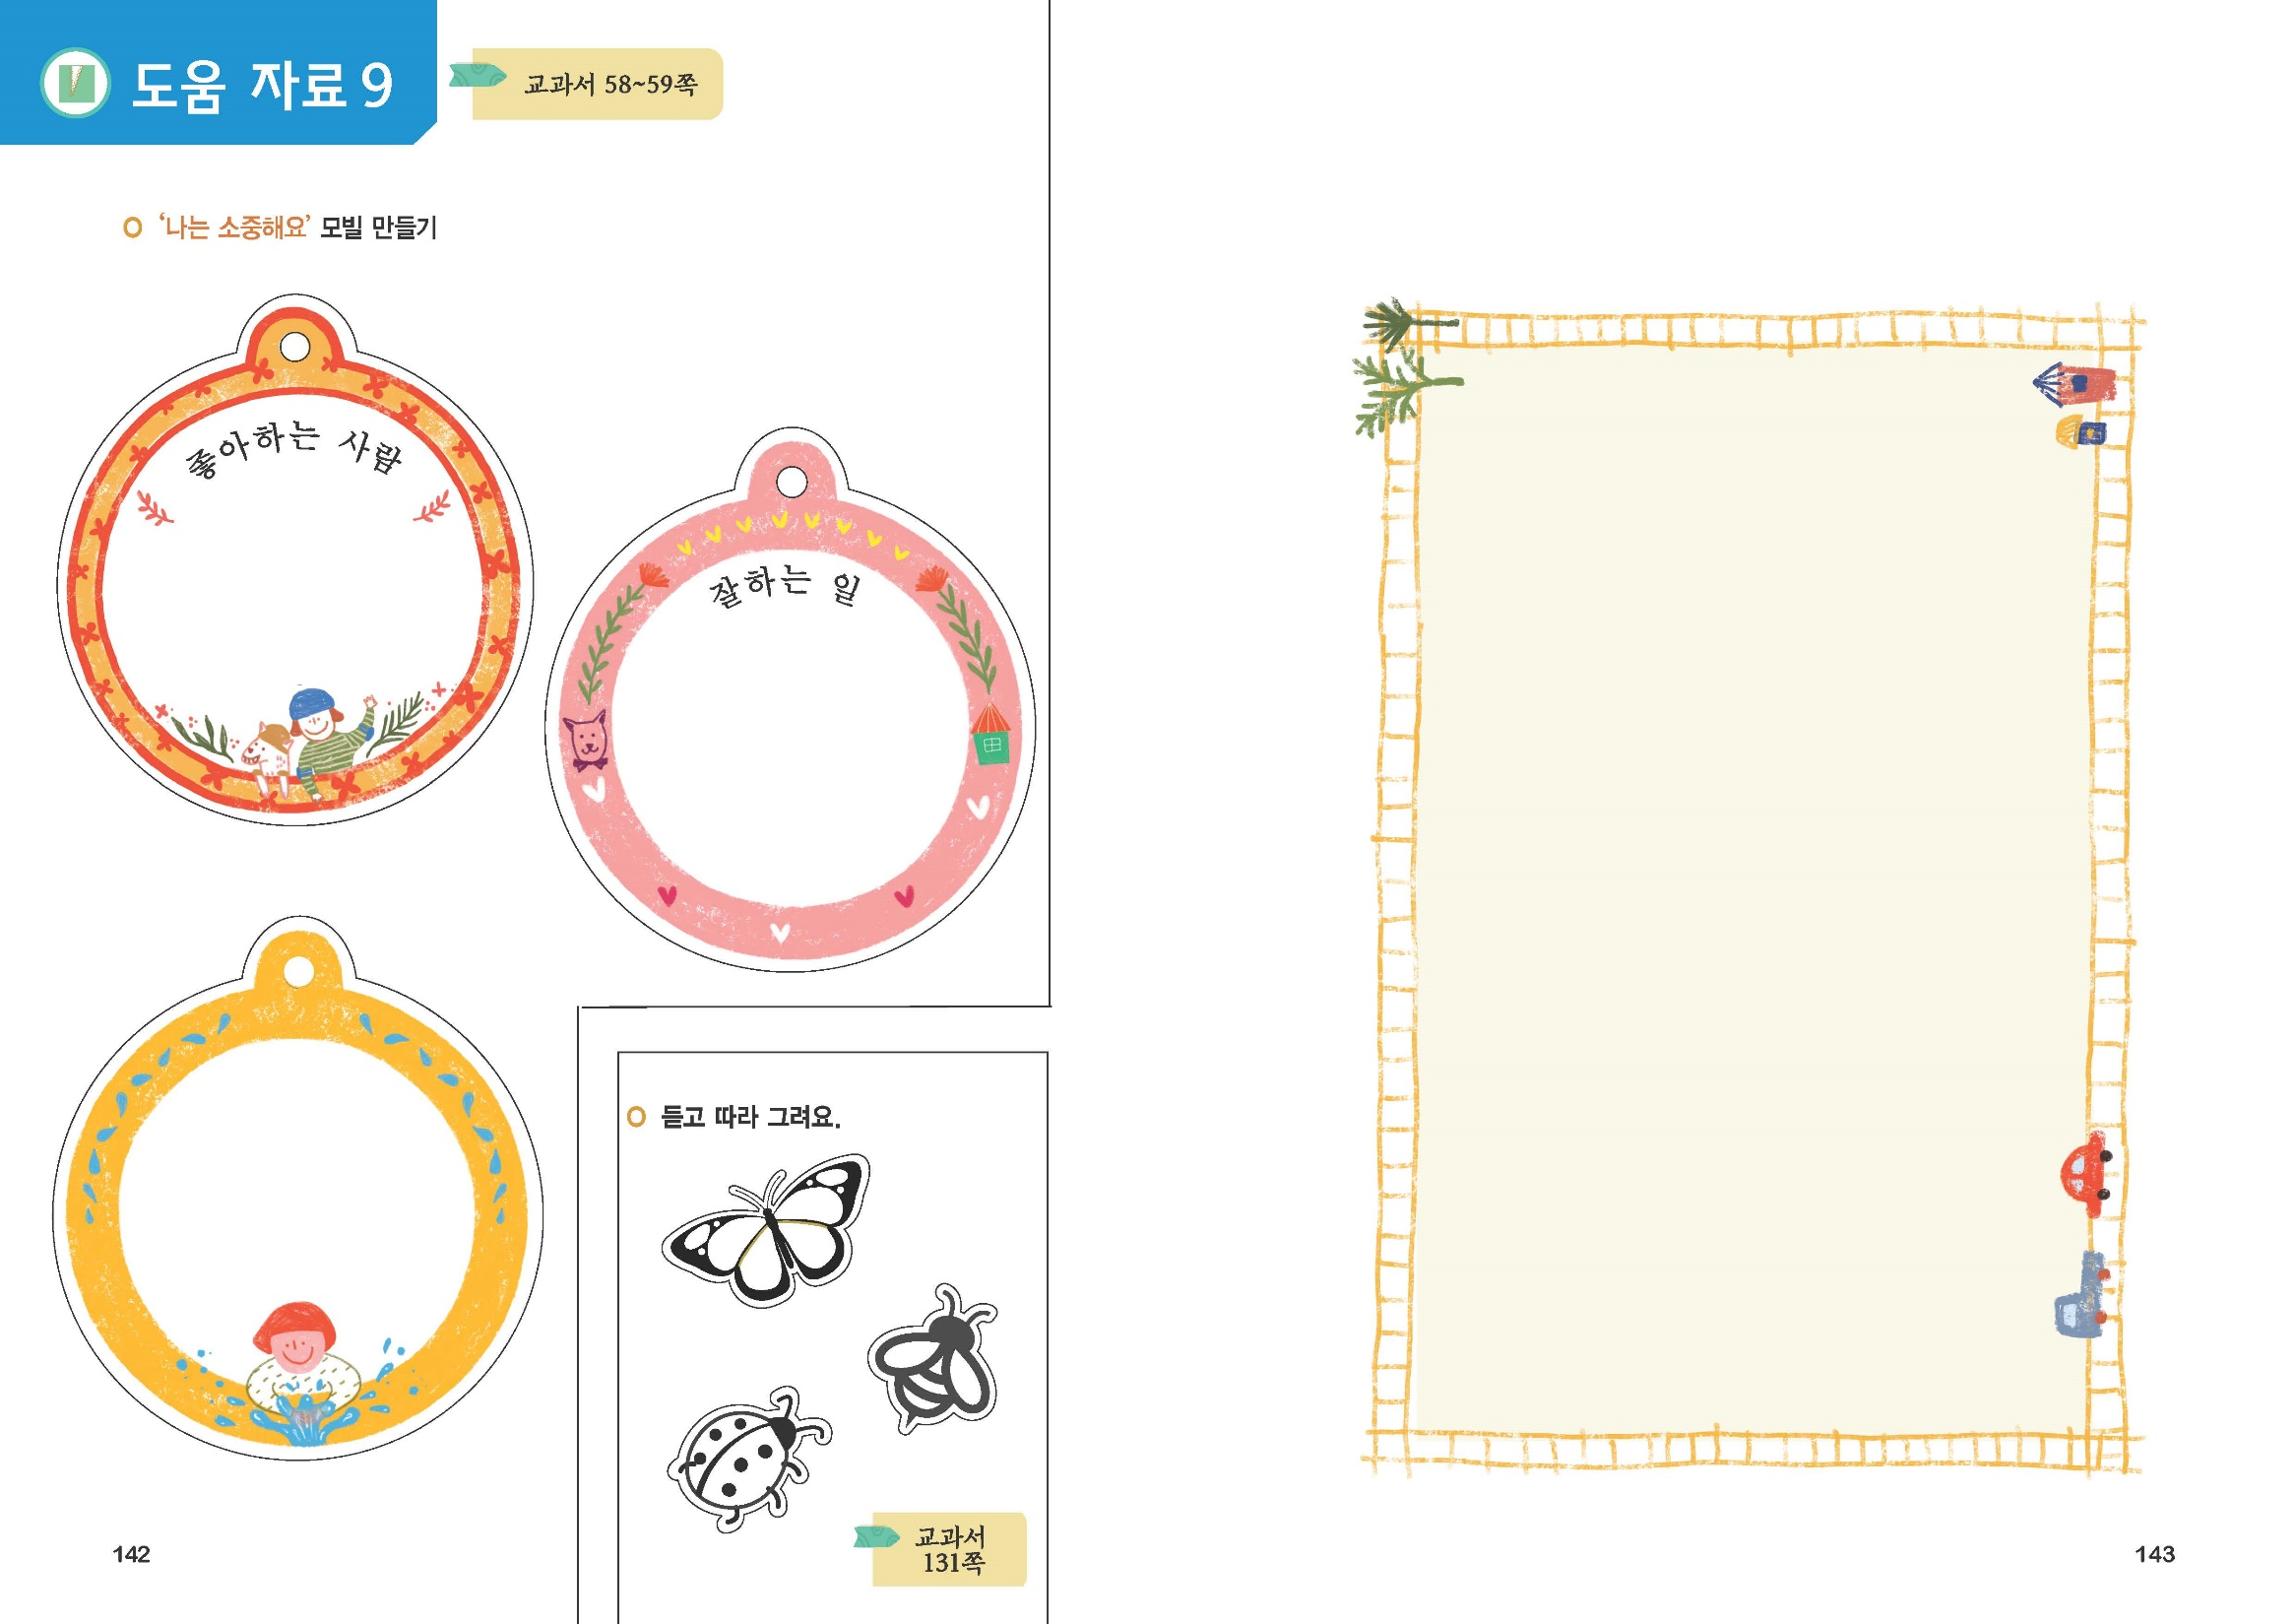 도움 자료 9
교과서 58~59쪽
‘나는 소중해요’ 모빌 만들기
좋아하는 사람
잘하는 일
듣고 따라 그려요.
교과서
131쪽
142
143